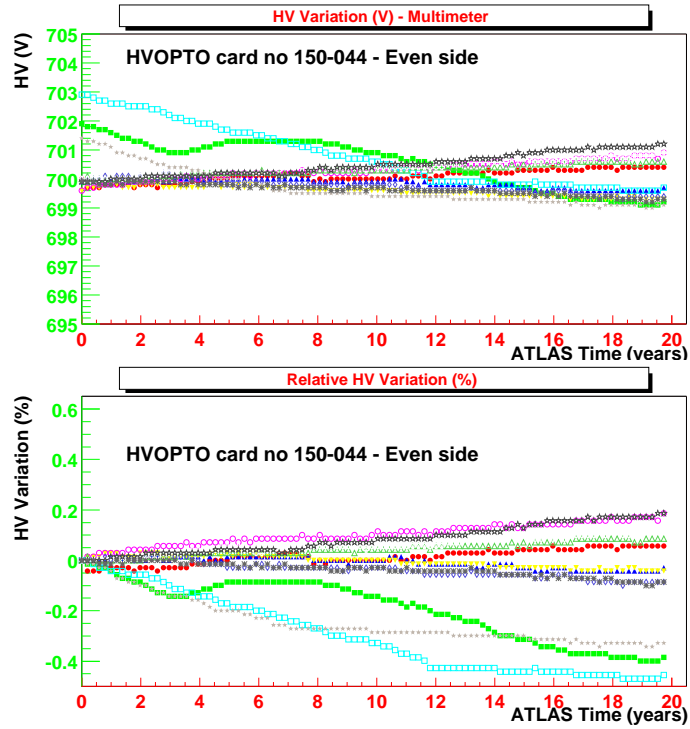 HV Variation (V) - Multimeter
HV (V)
HVOPTO card no 150-044 - Even side
705
704
703
702
701
700
699
698
697
696
695
0 2 4 6 8 10 12 14 16 18 20
ATLAS Time (years)
Relative HV Variation (%)
HV Variation (%)
HVOPTO card no 150-044 - Even side
0.6
0.4
0.2
0
-0.2
-0.4
0 2 4 6 8 10 12 14 16 18 20
ATLAS Time (years)